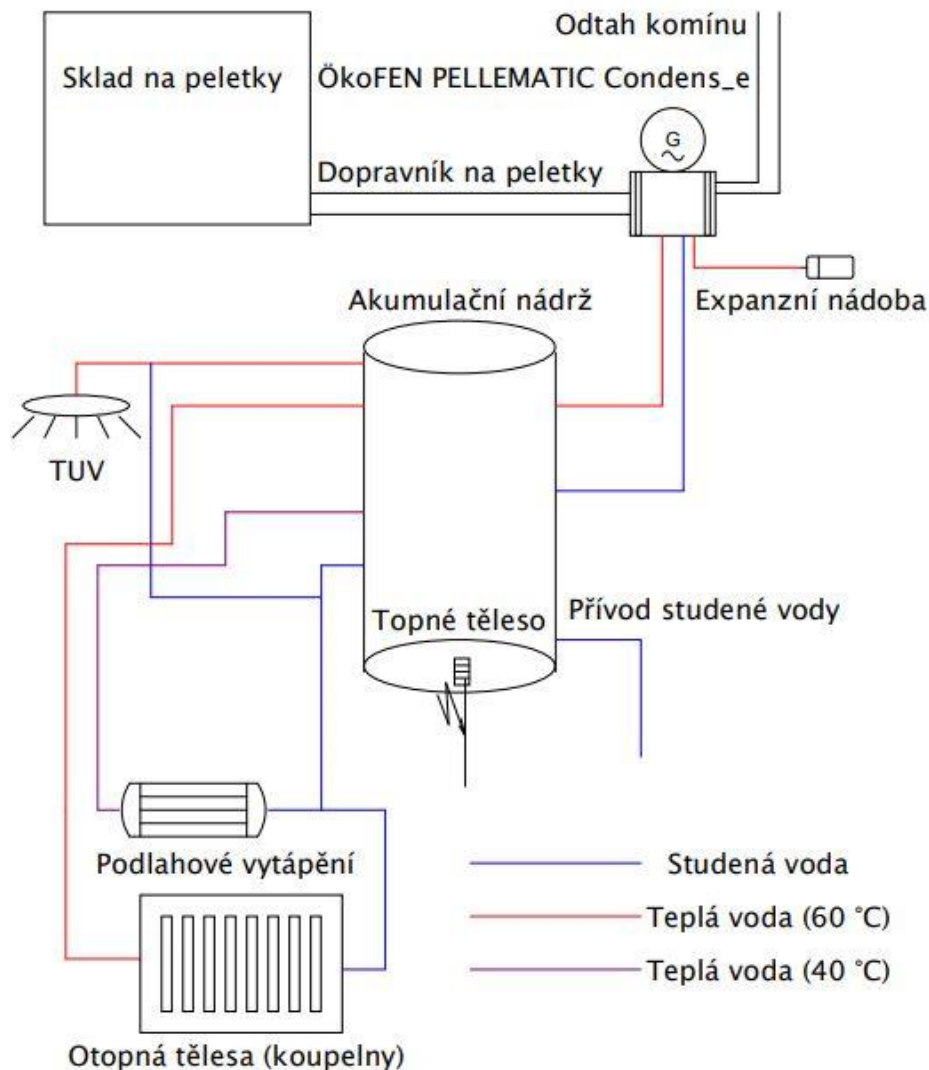 Odtah komínu
Sklad na peletky
ÖkoFEN PELLEMATIC Condens_e
G
Dopravník na peletky
Akumulační nádrž
Expanzní nádoba
TUV
Topné těleso
Přívod studené vody
Podlahové vytápění
Studená voda
Teplá voda (60 °C)
Teplá voda (40 °C)
Otopná tělesa (koupelny)